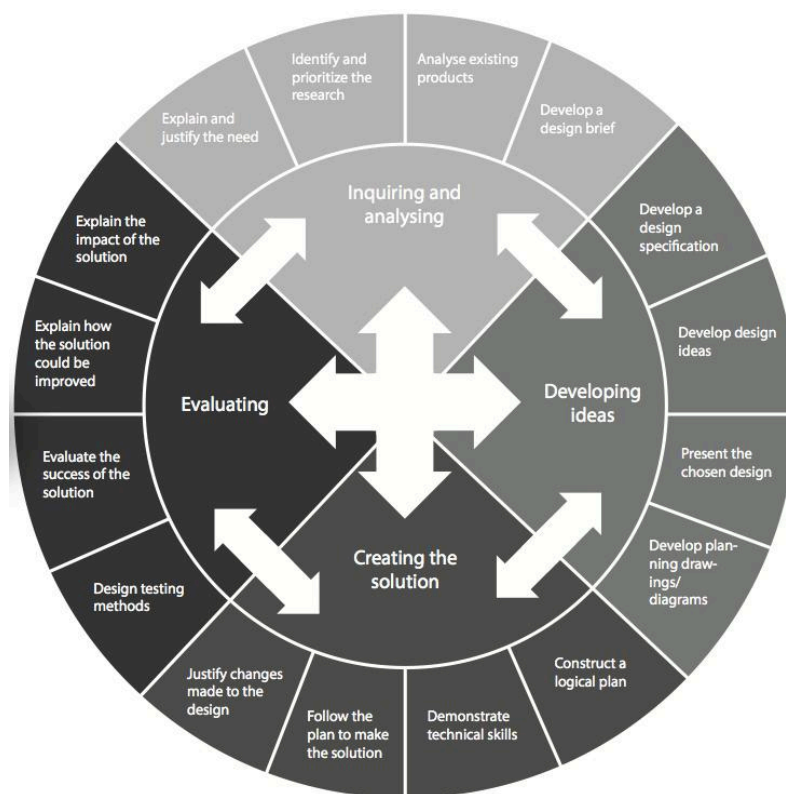 Explain and
justify the need
Identify and
prioritize the
research
Analyse existing
products
Develop a
design brief
Inquiring and
analysing
Develop a
design
specification
Develop design
ideas
Present the
chosen design
Develop plan-
ning draw-
ings/
diagrams
Developing
ideas
Construct a
logical plan
Demonstrate
technical skills
Follow the
plan to make
the solution
Justify changes
made to the
design
Creating the
solution
Design testing
methods
Evaluate the
success of the
solution
Explain how
the solution
could be
improved
Explain the
impact of the
solution
Evaluating